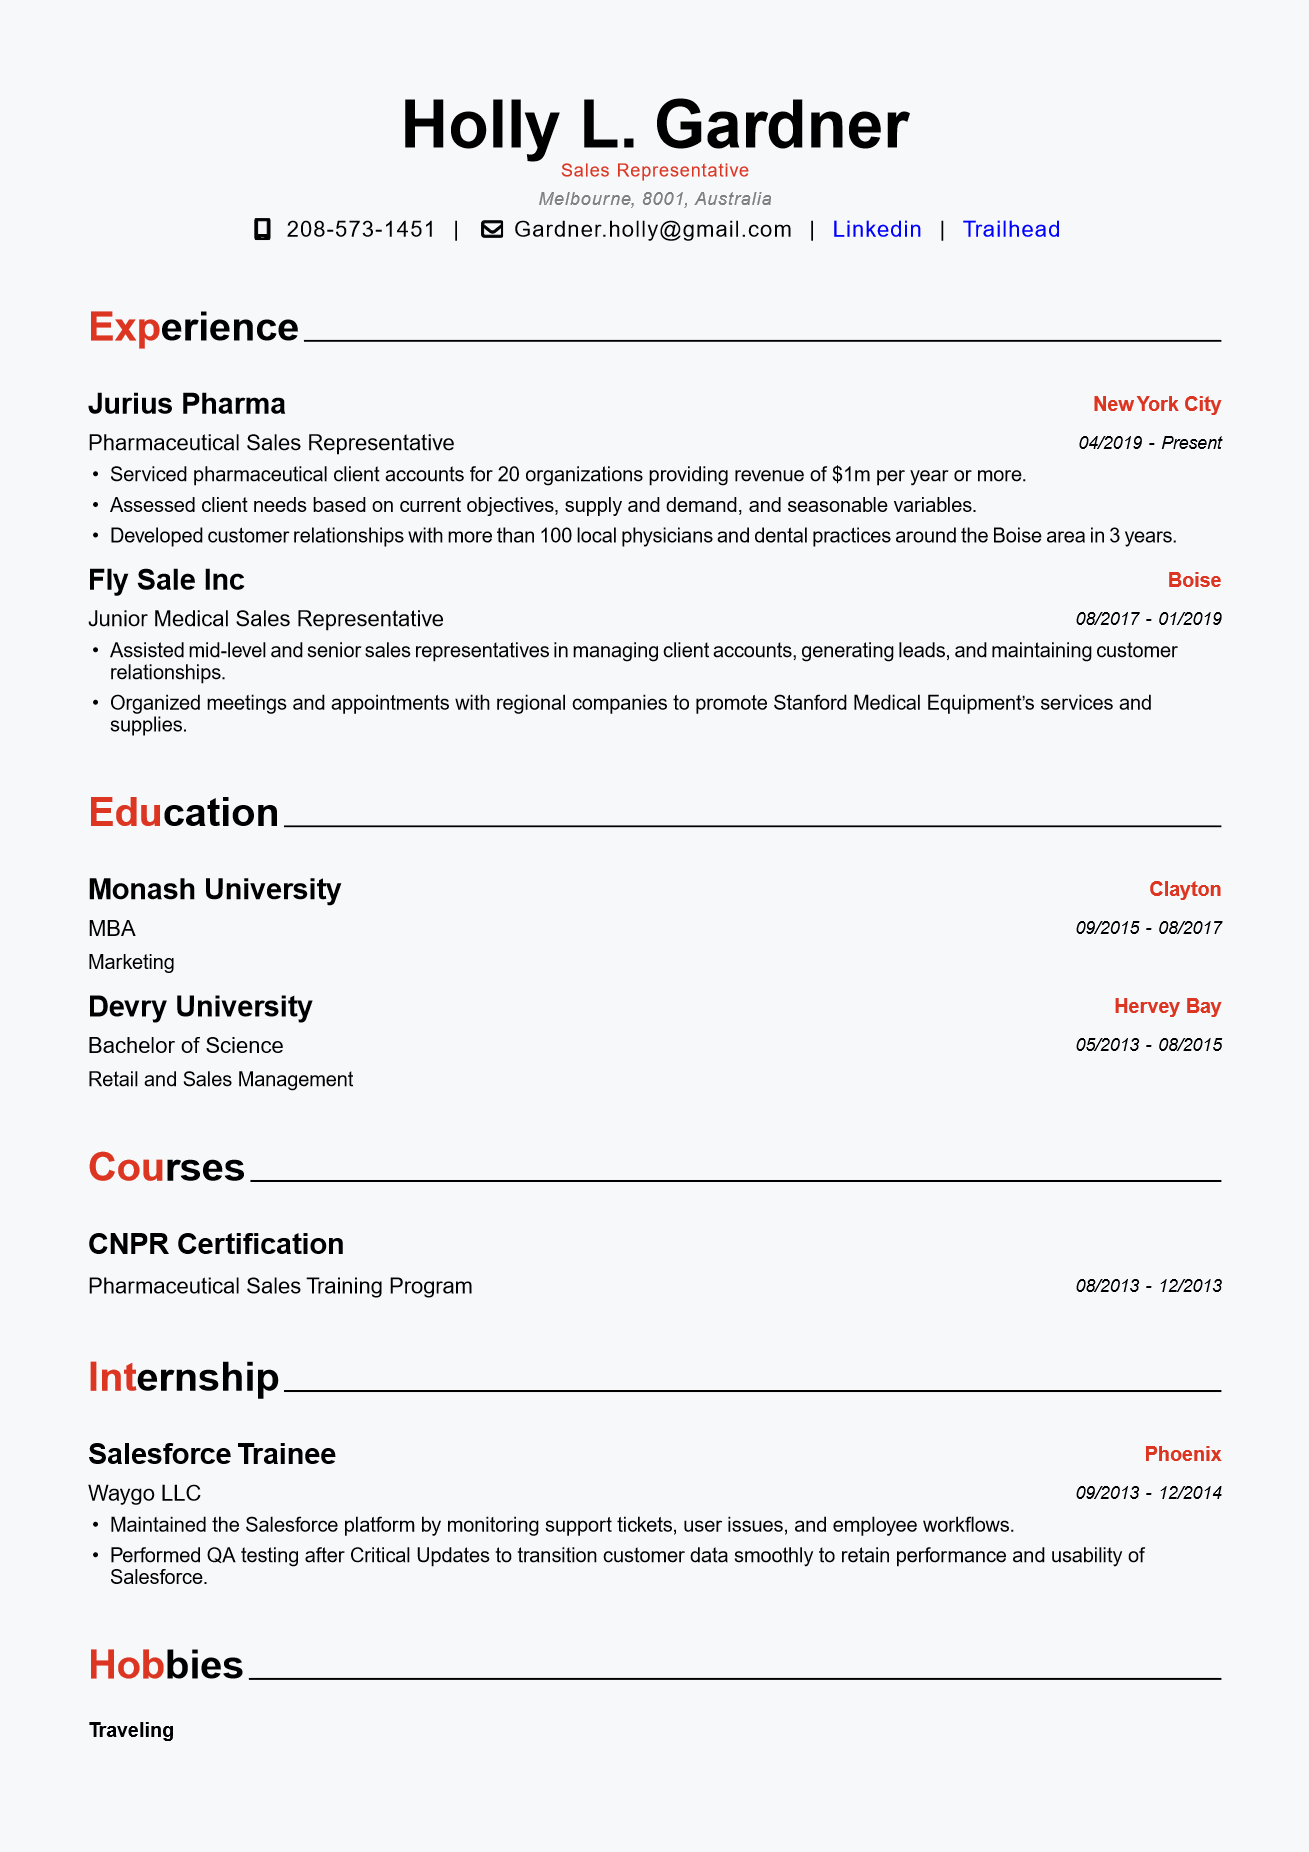 Holly L. Gardner
Sales Representative
Melbourne, 8001, Australia
208-573-1451 | Gardner.holly@gmail.com | Linkedin | Trailhead
Experience
Jurius Pharma New York City
Pharmaceutical Sales Representative 04/2019 - Present
• Serviced pharmaceutical client accounts for 20 organizations providing revenue of $1m per year or more.
• Assessed client needs based on current objectives, supply and demand, and seasonable variables.
• Developed customer relationships with more than 100 local physicians and dental practices around the Boise area in 3 years.
Fly Sale Inc Boise
Junior Medical Sales Representative 08/2017 - 01/2019
• Assisted mid-level and senior sales representatives in managing client accounts, generating leads, and maintaining customer
relationships.
• Organized meetings and appointments with regional companies to promote Stanford Medical Equipment’s services and
supplies.
Education
Monash University Clayton
MBA 09/2015 - 08/2017
Marketing
Devry University Hervey Bay
Bachelor of Science 05/2013 - 08/2015
Retail and Sales Management
Courses
CNPR Certification
Pharmaceutical Sales Training Program 08/2013 - 12/2013
Internship
Salesforce Trainee Phoenix
Waygo LLC 09/2013 - 12/2014
• Maintained the Salesforce platform by monitoring support tickets, user issues, and employee workflows.
• Performed QA testing after Critical Updates to transition customer data smoothly to retain performance and usability of
Salesforce.
Hobbies
Traveling